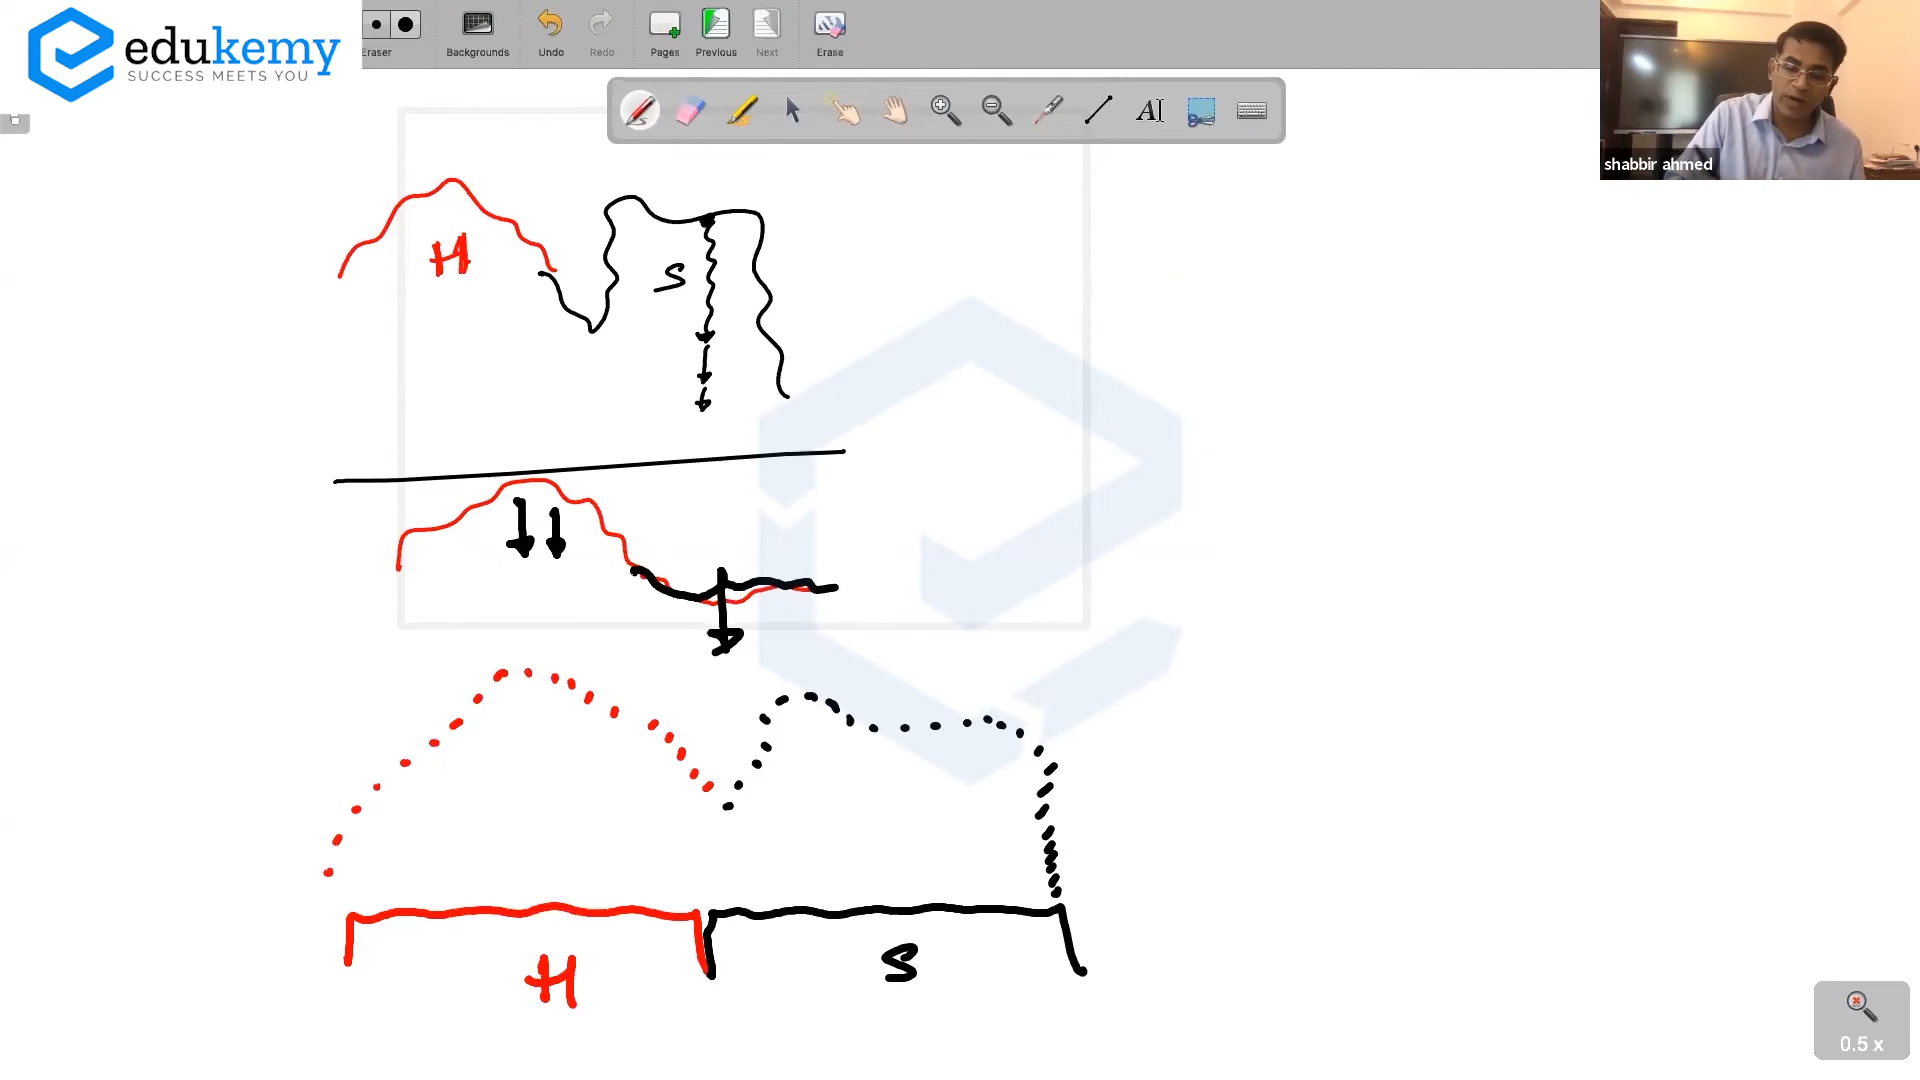 edukemy
SUCCESS MEETS YOU
Eraser
Backgrounds
Undo
Redo
Pages
Previous
Next
Erase
shabbir ahmed
H
S
H
S
0.5 x